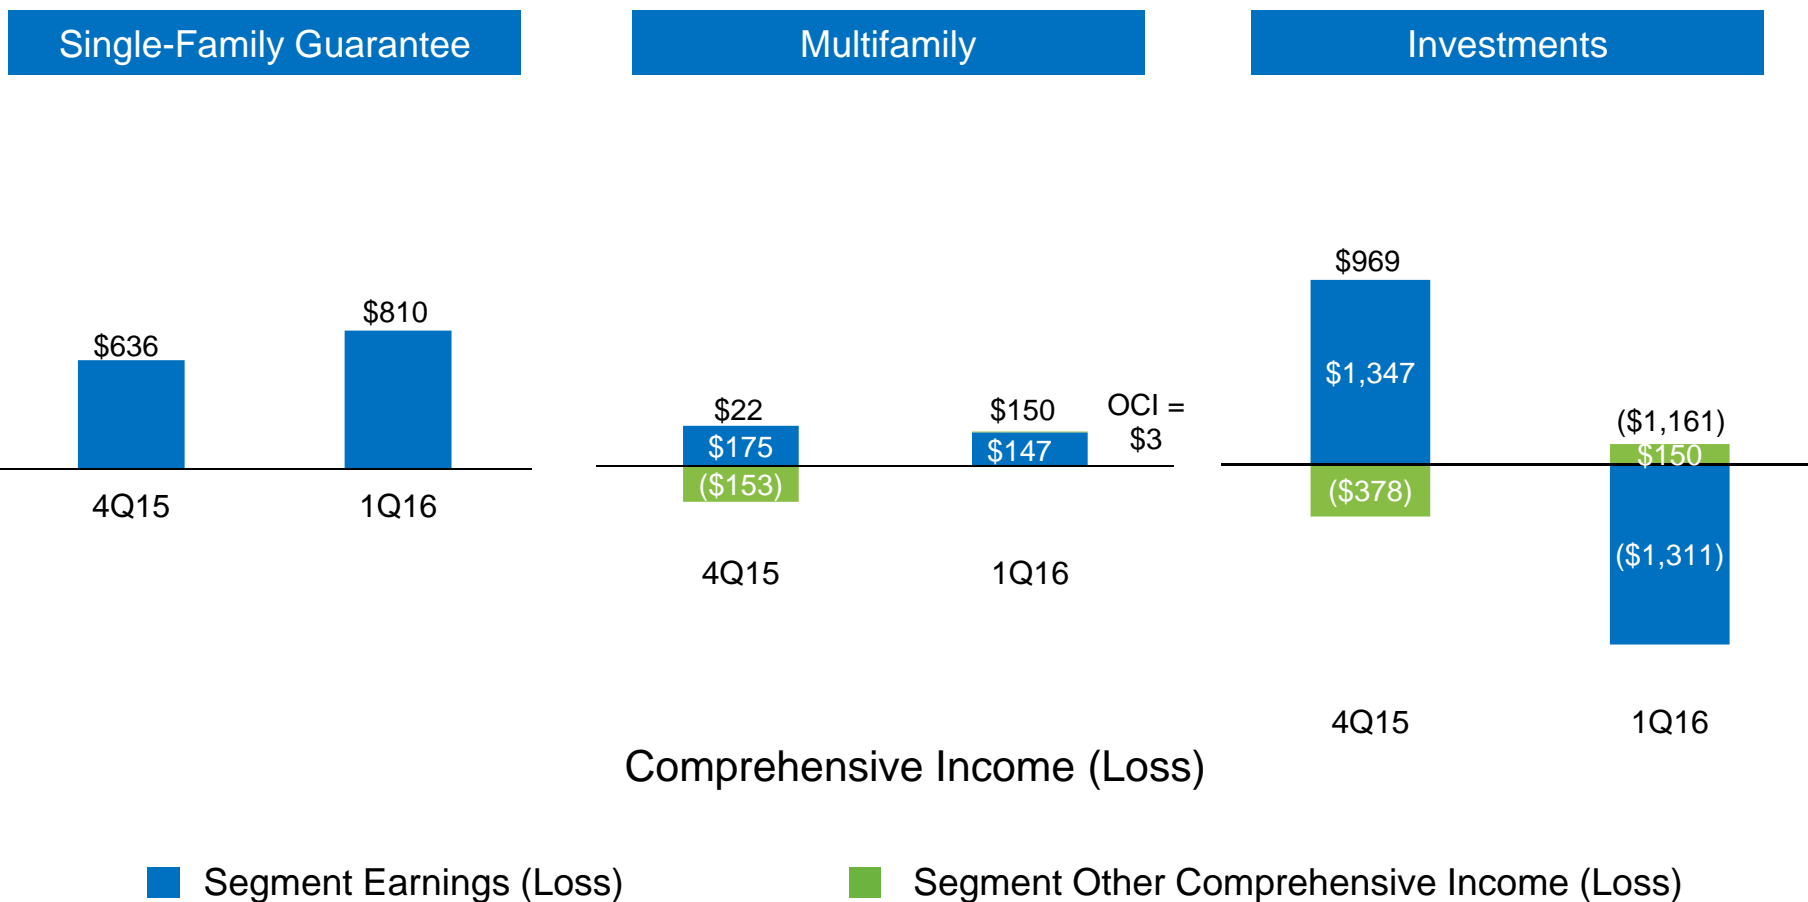 Single-Family Guarantee
Multifamily
Investments
$636
$810
4Q15
1Q16
$22
$175
($153)
$150
$147
OCI =
$3
4Q15
1Q16
$969
$1,347
($378)
($1,161)
$150
($1,311)
4Q15
1Q16
Comprehensive Income (Loss)
Segment Earnings (Loss)
Segment Other Comprehensive Income (Loss)